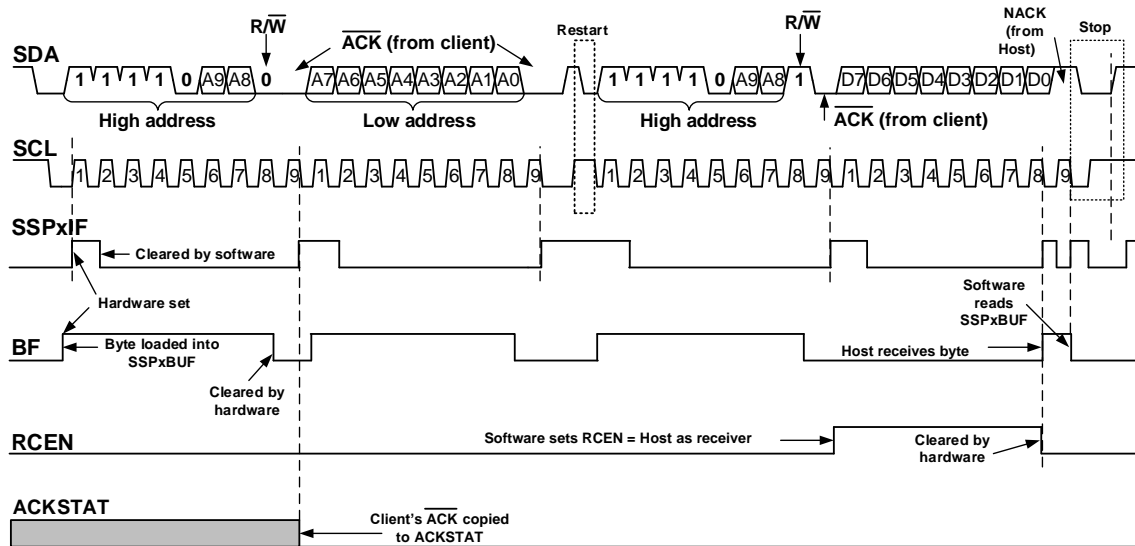 R/W
ACK (from client)
Restart
R/W
NACK
(from
Host)
Stop
SDA
1 1 1 1 0 A9 A8 0 A7 A6 A5 A4 A3 A2 A1 A0 1 1 1 1 0 A9 A8 1 D7 D6 D5 D4 D3 D2 D1 D0
High address
Low address
High address
ACK (from client)
SCL
1 2 3 4 5 6 7 8 9 1 2 3 4 5 6 7 8 9 1 2 3 4 5 6 7 8 9 1 2 3 4 5 6 7 8 9
SSPxIF
Cleared by software
Hardware set
Software
reads
SSPxBUF
BF
Byte loaded into
SSPxBUF
Host receives byte
Cleared by
hardware
RCEN
Software sets RCEN = Host as receiver
Cleared by
hardware
ACKSTAT
Client's ACK copied
to ACKSTAT